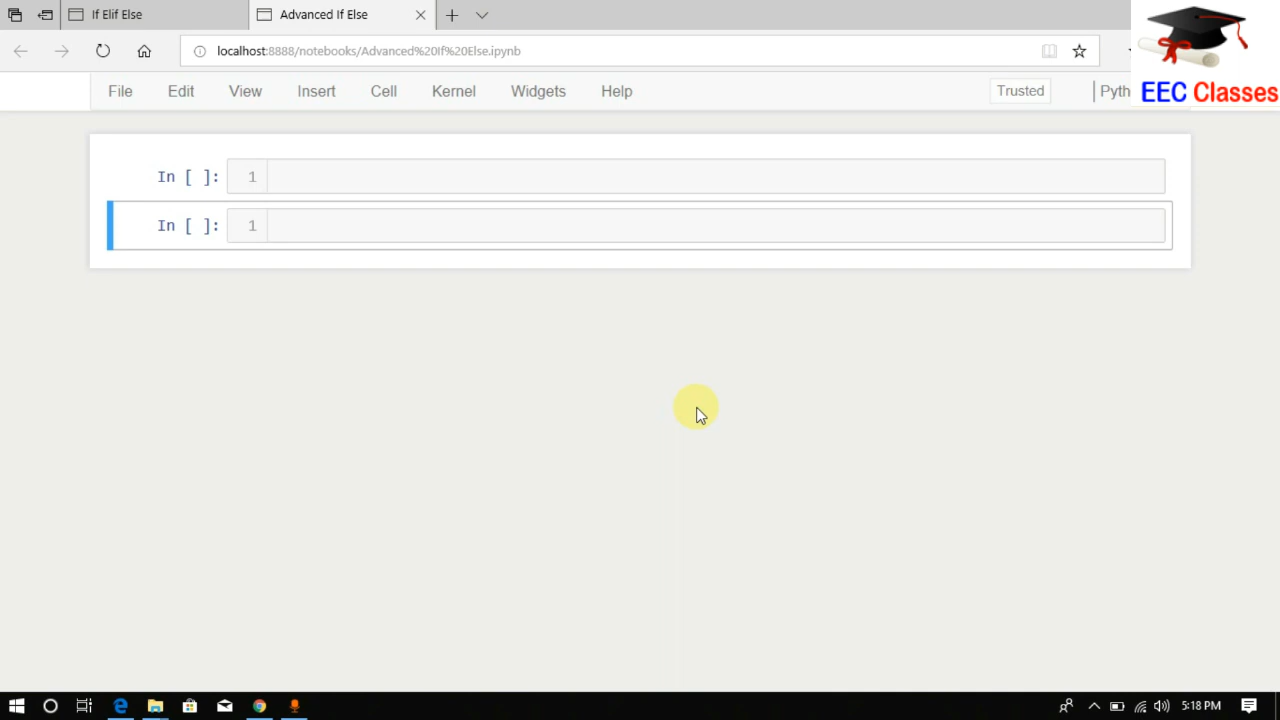 If Elif Else
Advanced If Else
localhost:8888/notebooks/Advanced%20If%20Else.ipynb
File Edit View Insert Cell Kernel Widgets Help
Trusted
Pyth
EEC Classes
In [ ]: 1
In [ ]: 1
5:18 PM